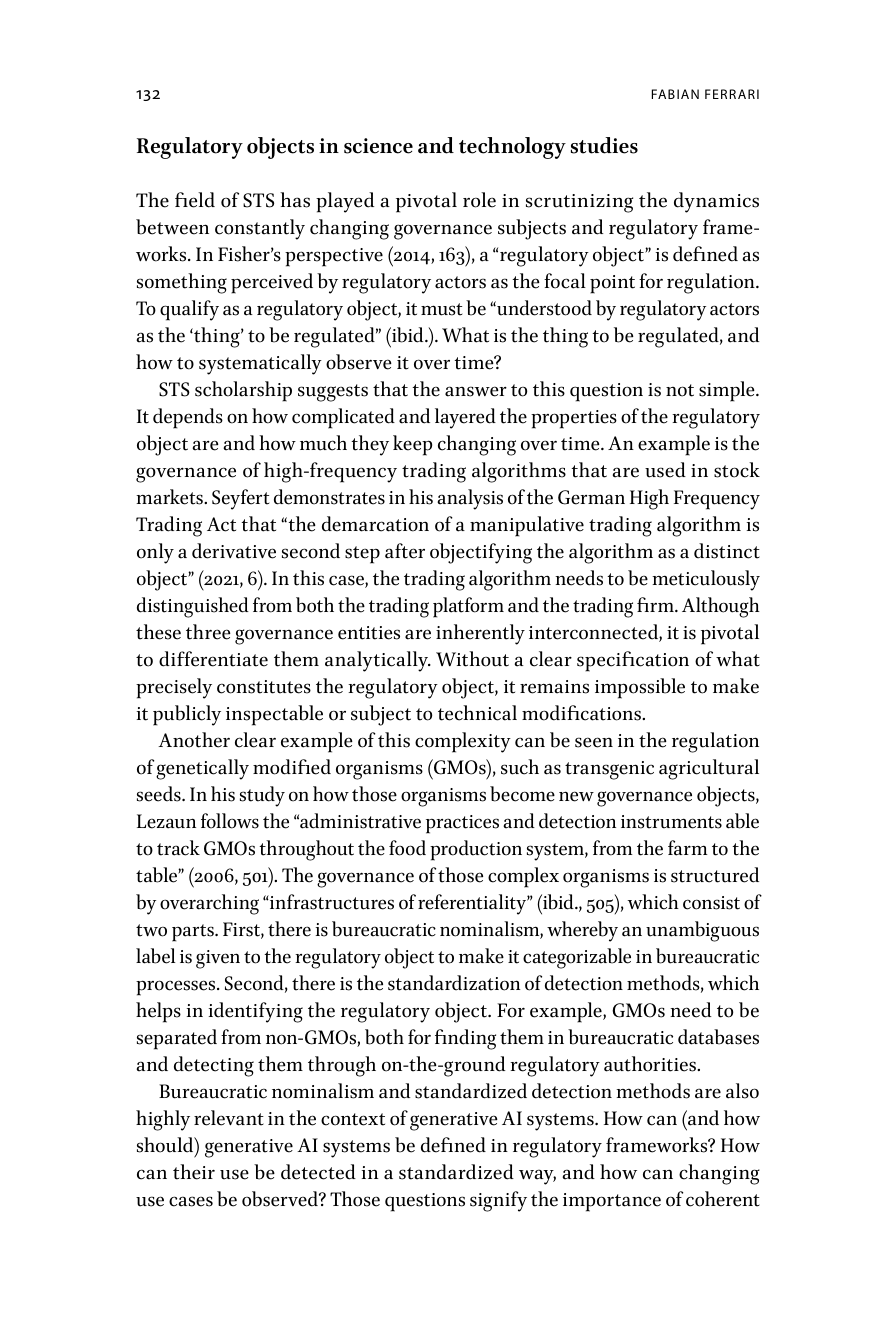 132
FABIAN FERRARI
Regulatory objects in science and technology studies
The field of STS has played a pivotal role in scrutinizing the dynamics
between constantly changing governance subjects and regulatory frame-
works. In Fisher’s perspective (2014, 163), a “regulatory object” is defined as
something perceived by regulatory actors as the focal point for regulation.
To qualify as a regulatory object, it must be “understood by regulatory actors
as the ‘thing’ to be regulated” (ibid.). What is the thing to be regulated, and
how to systematically observe it over time?
STS scholarship suggests that the answer to this question is not simple.
It depends on how complicated and layered the properties of the regulatory
object are and how much they keep changing over time. An example is the
governance of high-frequency trading algorithms that are used in stock
markets. Seyfert demonstrates in his analysis of the German High Frequency
Trading Act that “the demarcation of a manipulative trading algorithm is
only a derivative second step after objectifying the algorithm as a distinct
object” (2021, 6). In this case, the trading algorithm needs to be meticulously
distinguished from both the trading platform and the trading firm. Although
these three governance entities are inherently interconnected, it is pivotal
to differentiate them analytically. Without a clear specification of what
precisely constitutes the regulatory object, it remains impossible to make
it publicly inspectable or subject to technical modifications.
Another clear example of this complexity can be seen in the regulation
of genetically modified organisms (GMOs), such as transgenic agricultural
seeds. In his study on how those organisms become new governance objects,
Lezaun follows the “administrative practices and detection instruments able
to track GMOs throughout the food production system, from the farm to the
table” (2006, 501). The governance of those complex organisms is structured
by overarching “infrastructures of referentiality” (ibid., 505), which consist of
two parts. First, there is bureaucratic nominalism, whereby an unambiguous
label is given to the regulatory object to make it categorizable in bureaucratic
processes. Second, there is the standardization of detection methods, which
helps in identifying the regulatory object. For example, GMOs need to be
separated from non-GMOs, both for finding them in bureaucratic databases
and detecting them through on-the-ground regulatory authorities.
Bureaucratic nominalism and standardized detection methods are also
highly relevant in the context of generative AI systems. How can (and how
should) generative AI systems be defined in regulatory frameworks? How
can their use be detected in a standardized way, and how can changing
use cases be observed? Those questions signify the importance of coherent